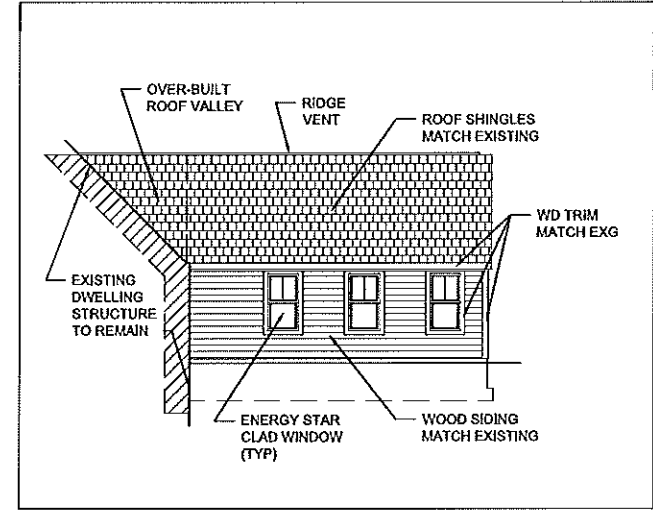 OVER-BUILT
ROOF VALLEY
RIDGE
VENT
ROOF SHINGLES
MATCH EXISTING
WD TRIM
MATCH EXG
EXISTING
DWELLING
STRUCTURE
TO REMAIN
ENERGY STAR
CLAD WINDOW
(TYP)
WOOD SIDING
MATCH EXISTING